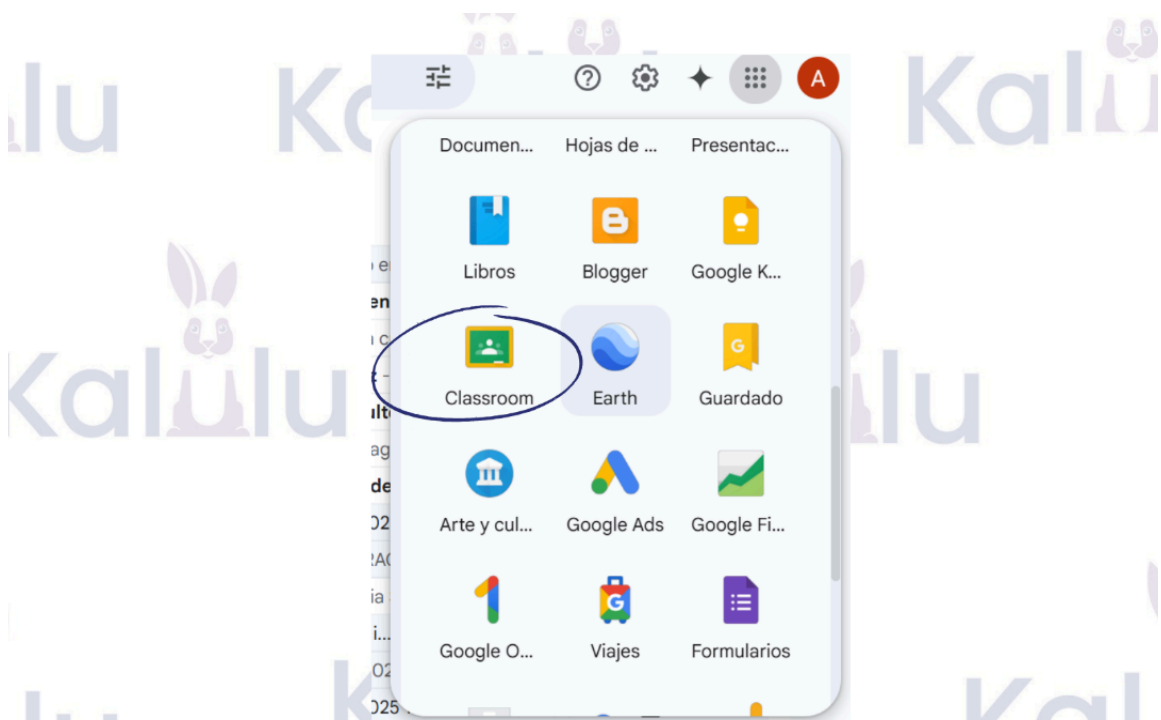 Kalulu
A
Documen... Hojas de ... Presentac...
Libros Blogger Google K...
Classroom Earth Guardado
Arte y cul... Google Ads Google Fi...
Google O... Viajes Formularios
Kalulu